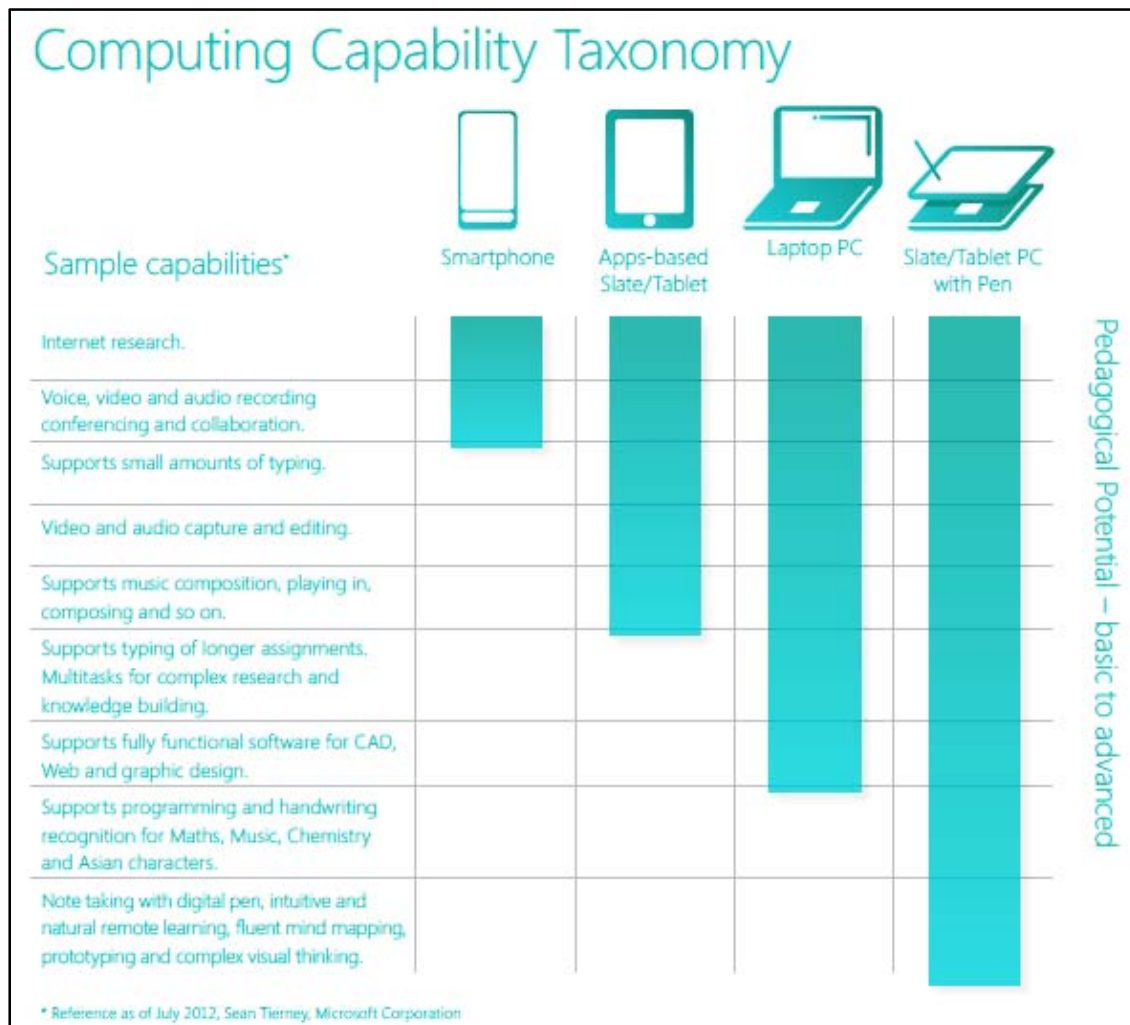 Computing Capability Taxonomy
Sample capabilities*
Smartphone
Apps-based
Slate/Tablet
Laptop PC
Slate/Tablet PC
with Pen
Internet research.
Voice, video and audio recording
conferencing and collaboration.
Supports small amounts of typing.
Video and audio capture and editing.
Supports music composition, playing in,
composing and so on.
Supports typing of longer assignments.
Multitasks for complex research and
knowledge building.
Supports fully functional software for CAD,
Web and graphic design.
Supports programming and handwriting
recognition for Maths, Music, Chemistry
and Asian characters.
Note taking with digital pen, intuitive and
natural remote learning, fluent mind mapping,
prototyping and complex visual thinking.
Pedagogical Potential – basic to advanced
* Reference as of July 2012, Sean Tierney, Microsoft Corporation